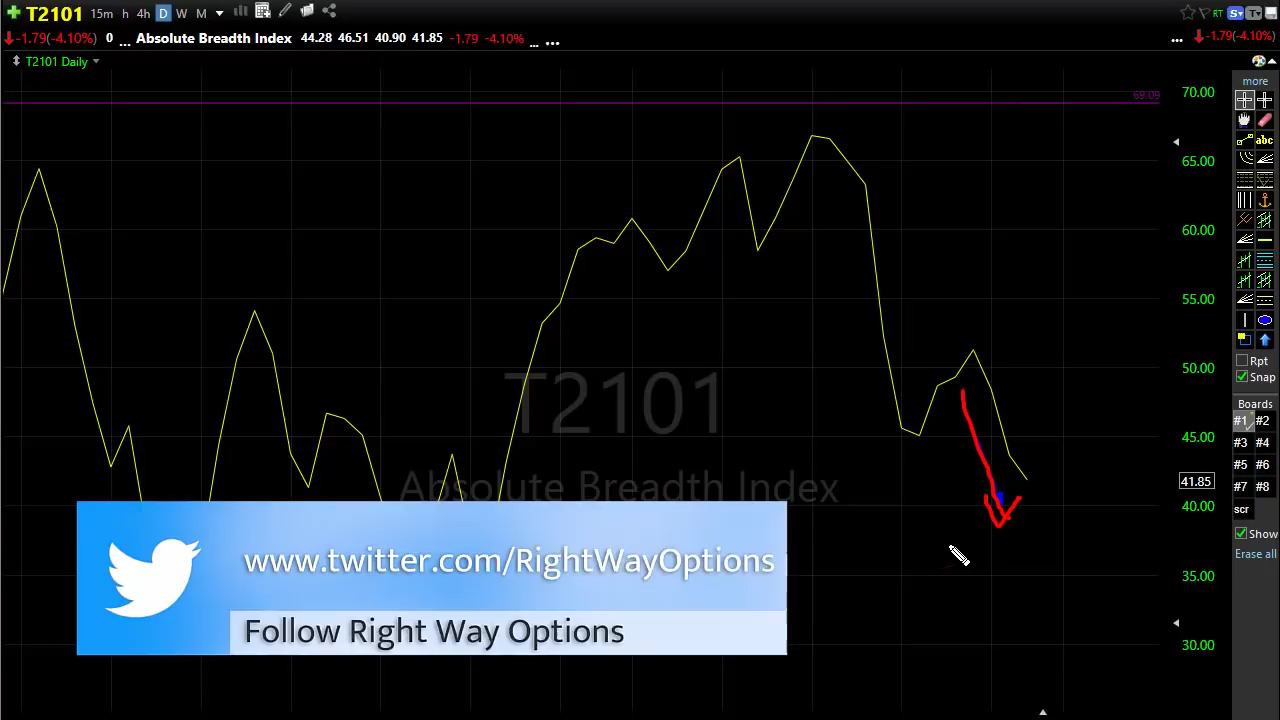 T2101 15m h 4h D W M RT S T
-1.79(-4.10%) 0 ... Absolute Breadth Index 44.28 46.51 40.90 41.85 -1.79 -4.10% ... ... ... -1.79(-4.10%)
T2101 Daily
more
69.09
70.00
abc
65.00
60.00
55.00
50.00
Rpt
Snap
T2101
Boards
#1 #2
45.00
#3 #4
#5 #6
Absolute Breadth Index
41.85
#7 #8
40.00
scr
Show
Erase all
www.twitter.com/RightWayOptions
35.00
Follow Right Way Options
30.00